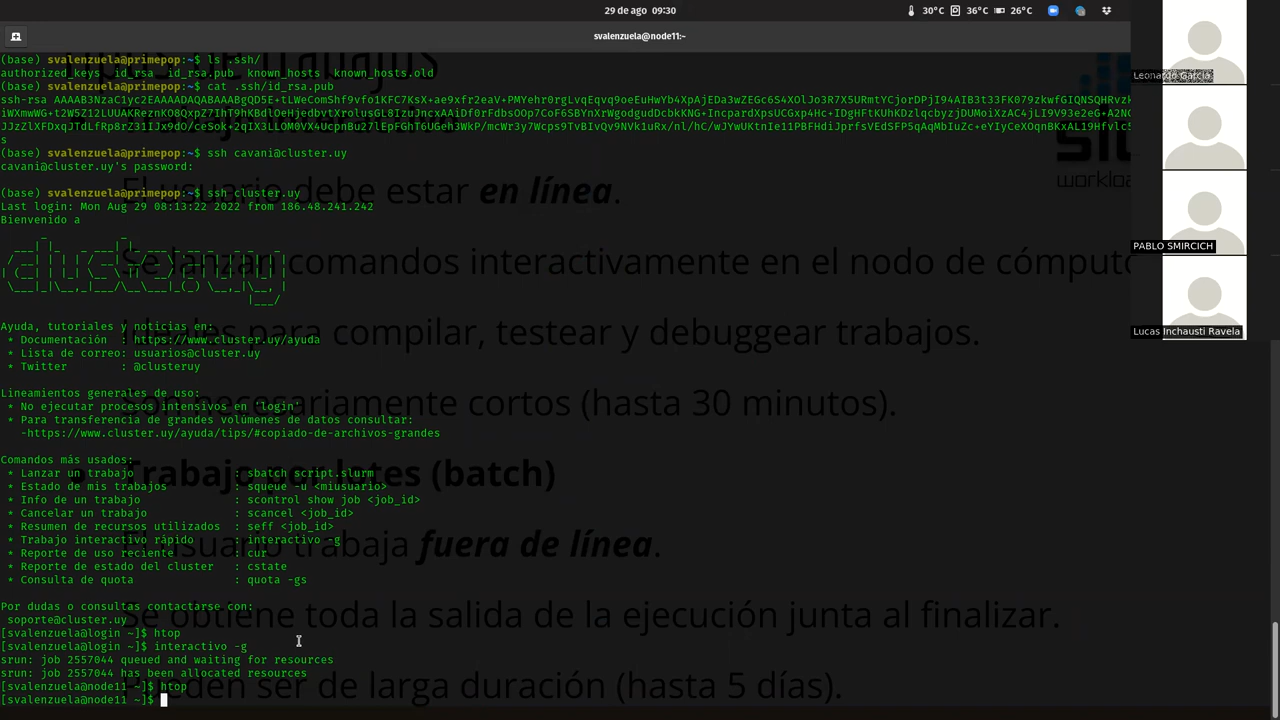 29 de ago 09:30
30°C 36°C 26°C
svalenzuela@node11:~
(base) svalenzuela@primepop:~$ ls .ssh/
authorized_keys id_rsa id_rsa.pub known_hosts known_hosts.old
(base) svalenzuela@primepop:~$ cat .ssh/id_rsa.pub
(base) svalenzuela@primepop:~$ ssh cavani@cluster.uy
cavani@cluster.uy's password:
(base) svalenzuela@primepop:~$ ssh cluster.uy
Last login: Mon Aug 29 08:13:22 2022 from 186.48.241.242
Bienvenido a
Ayuda, tutoriales y noticias en:
* Documentación : https://www.cluster.uy/ayuda
* Lista de correo: usuarios@cluster.uy
* Twitter : @clusteruy
Lineamientos generales de uso:
* No ejecutar procesos intensivos en 'login'
* Para transferencia de grandes volúmenes de datos consultar:
-https://www.cluster.uy/ayuda/tips/#copiado-de-archivos-grandes
Comandos más usados:
* Lanzar un trabajo : sbatch script.slurm
* Estado de mis trabajos : squeue -u <miusuario>
* Info de un trabajo : scontrol show job <job_id>
* Cancelar un trabajo : scancel <job_id>
* Resumen de recursos utilizados : seff <job_id>
* Trabajo interactivo rápido : interactivo -g
* Reporte de uso reciente : cur
* Reporte de estado del cluster : cstate
* Consulta de quota : quota -gs
Por dudas o consultas contactarse con:
soporte@cluster.uy
[svalenzuela@login ~]$ htop
[svalenzuela@login ~]$ interactivo -g
srun: job 2557044 queued and waiting for resources
srun: job 2557044 has been allocated resources
[svalenzuela@node11 ~]$ htop
[svalenzuela@node11 ~]$
El usuario debe estar en línea.
Se lanzan comandos interactivamente en el nodo de cómputo
para compilar, testear y debuggear trabajos.
necesariamente cortos (hasta 30 minutos).
Trabajo por lotes (batch)
El usuario trabaja fuera de línea.
Se obtiene toda la salida de la ejecución junta al finalizar.
Pueden ser de larga duración (hasta 5 días).
workload
Leonardo Garcia
PABLO SMIRCICH
Lucas Inchausti Ravela